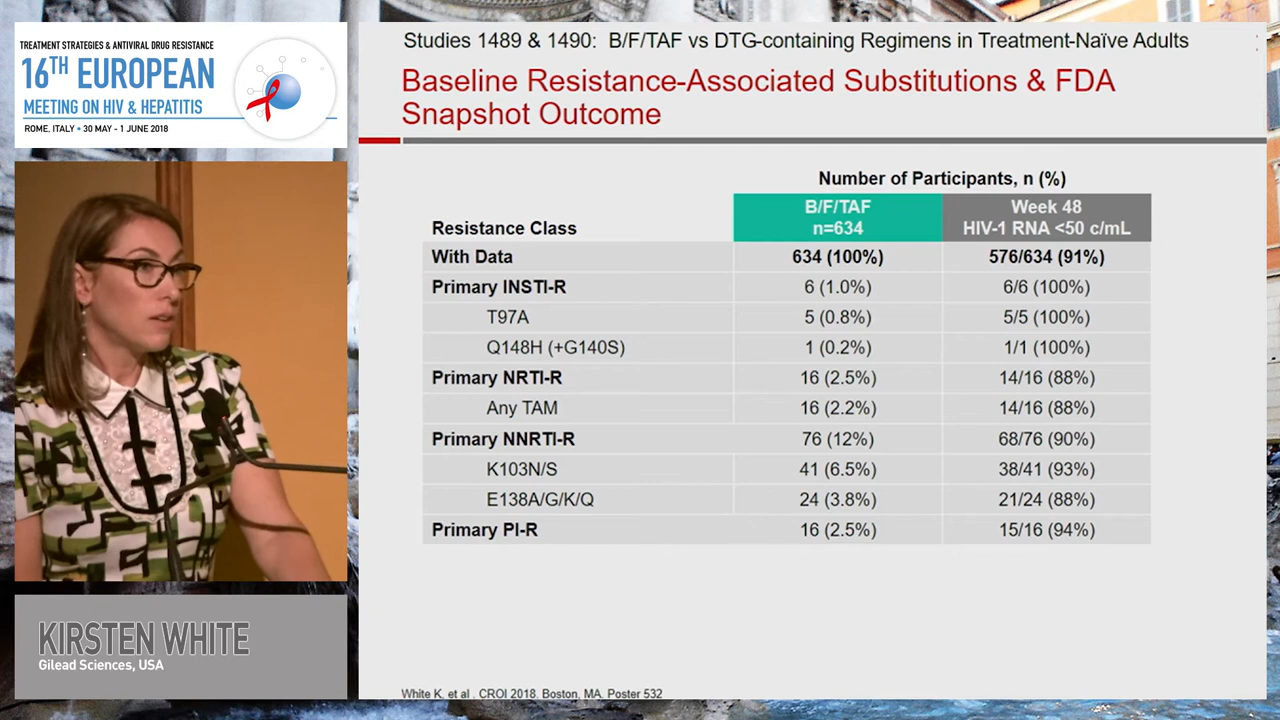 TREATMENT STRATEGIES & ANTIVIRAL DRUG RESISTANCE
16TH EUROPEAN
MEETING ON HIV & HEPATITIS
ROME, ITALY • 30 MAY - 1 JUNE 2018
KIRSTEN WHITE
Gilead Sciences, USA
Studies 1489 & 1490: B/F/TAF vs DTG-containing Regimens in Treatment-Naïve Adults
Baseline Resistance-Associated Substitutions & FDA
Snapshot Outcome
Number of Participants, n (%)
B/F/TAF Week 48
Resistance Class n=634 HIV-1 RNA <50 c/mL
With Data 634 (100%) 576/634 (91%)
Primary INSTI-R 6 (1.0%) 6/6 (100%)
T97A 5 (0.8%) 5/5 (100%)
Q148H (+G140S) 1 (0.2%) 1/1 (100%)
Primary NRTI-R 16 (2.5%) 14/16 (88%)
Any TAM 16 (2.2%) 14/16 (88%)
Primary NNRTI-R 76 (12%) 68/76 (90%)
K103N/S 41 (6.5%) 38/41 (93%)
E138A/G/K/Q 24 (3.8%) 21/24 (88%)
Primary PI-R 16 (2.5%) 15/16 (94%)
White K, et al . CROI 2018. Boston, MA. Poster 532